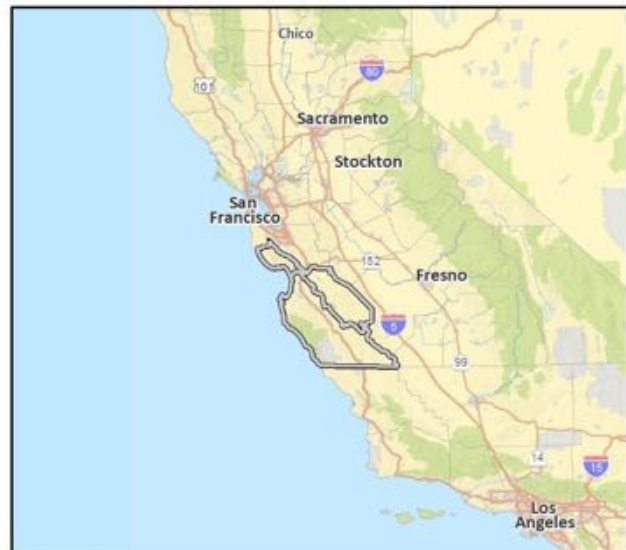 Chico
80
101
Sacramento
Stockton
San
Francisco
152
Fresno
5
99
14
15
Los
Angeles